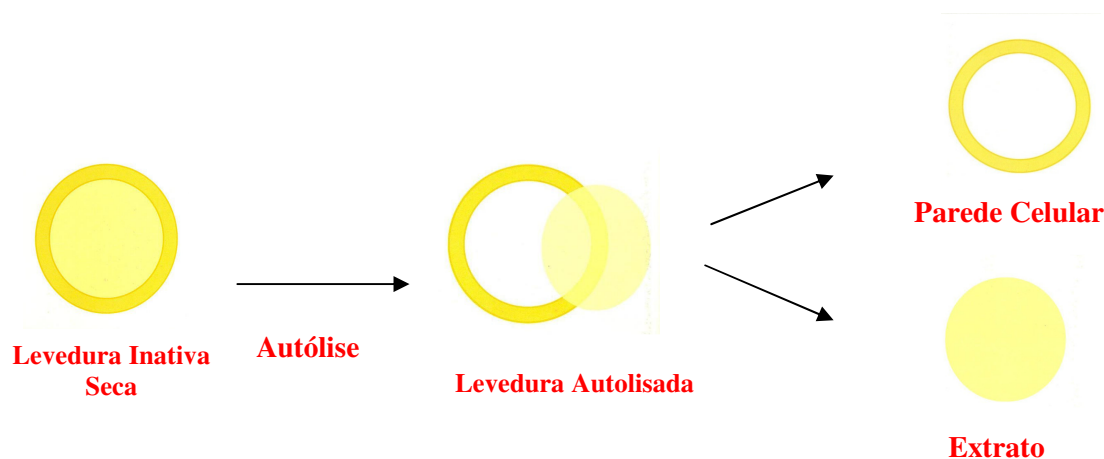 Levedura Inativa
Seca
Autólise
Levedura Autolisada
Parede Celular
Extrato